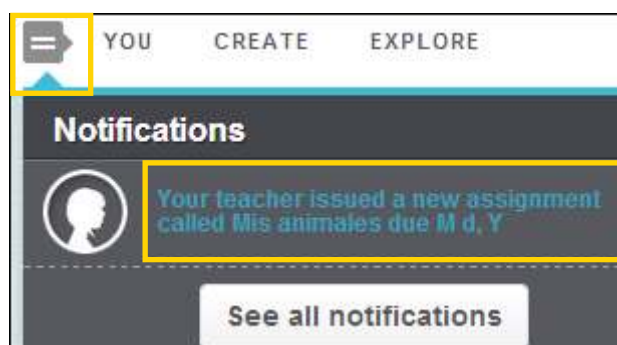 YOU CREATE EXPLORE
Notifications
Your teacher issued a new assignment
called Mis animales due M d, Y
See all notifications